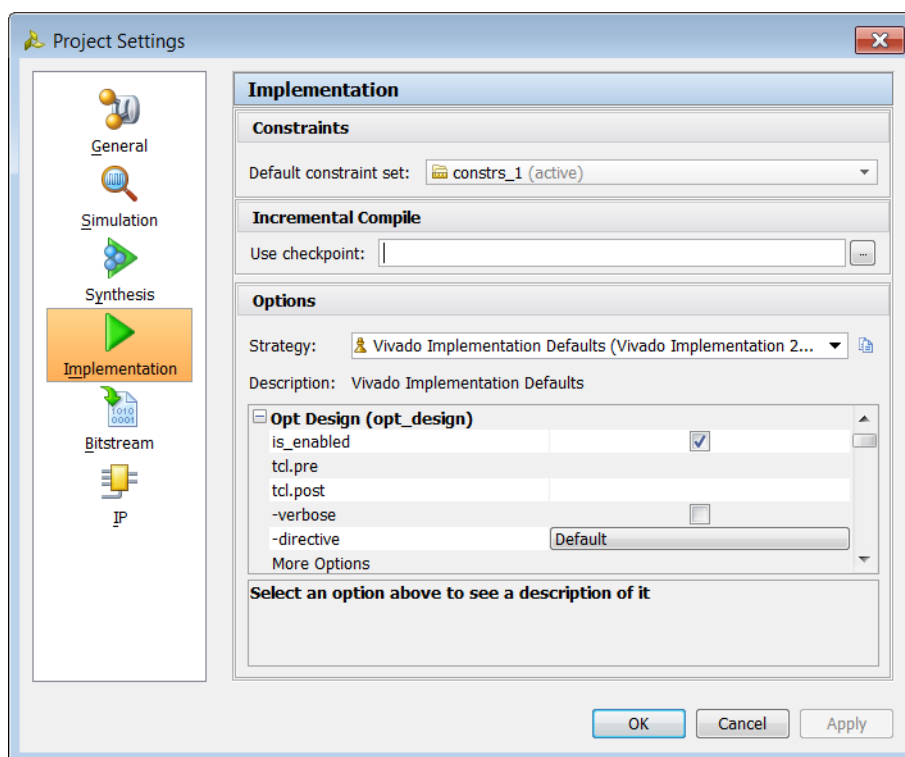 Project Settings
General
Simulation
Synthesis
Implementation
1010
0001
Bitstream
IP
Implementation
Constraints
Default constraint set: constrs_1 (active)
Incremental Compile
Use checkpoint: ...
Options
Strategy: Vivado Implementation Defaults (Vivado Implementation 2...
Description: Vivado Implementation Defaults
Opt Design (opt_design)
is_enabled
tcl.pre
tcl.post
-verbose
-directive Default
More Options
Select an option above to see a description of it
OK Cancel Apply